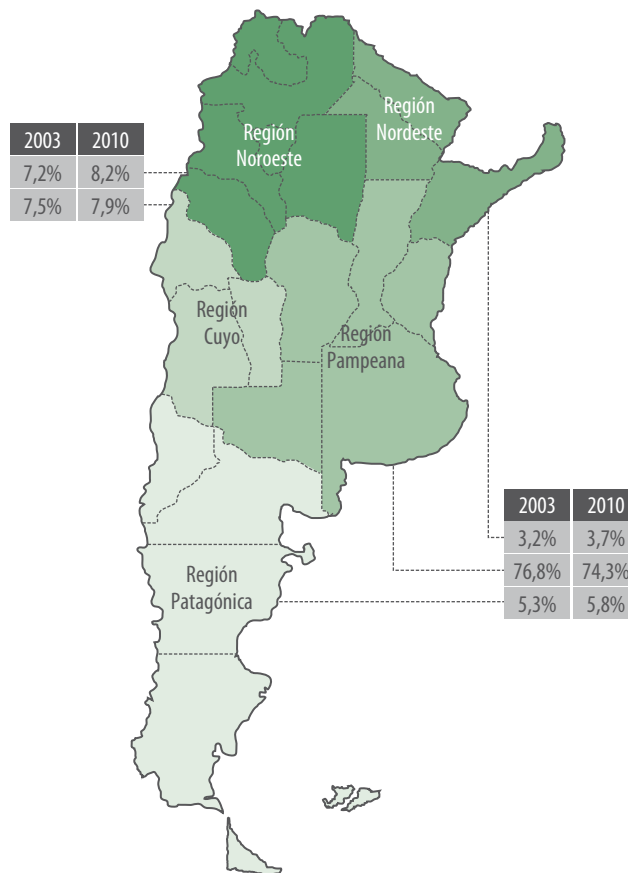 Región
Nordeste
Región
Noroeste
2003 2010
7,2% 8,2%
7,5% 7,9%
Región
Cuyo
Región
Pampeana
2003 2010
3,2% 3,7%
76,8% 74,3%
5,3% 5,8%
Región
Patagónica